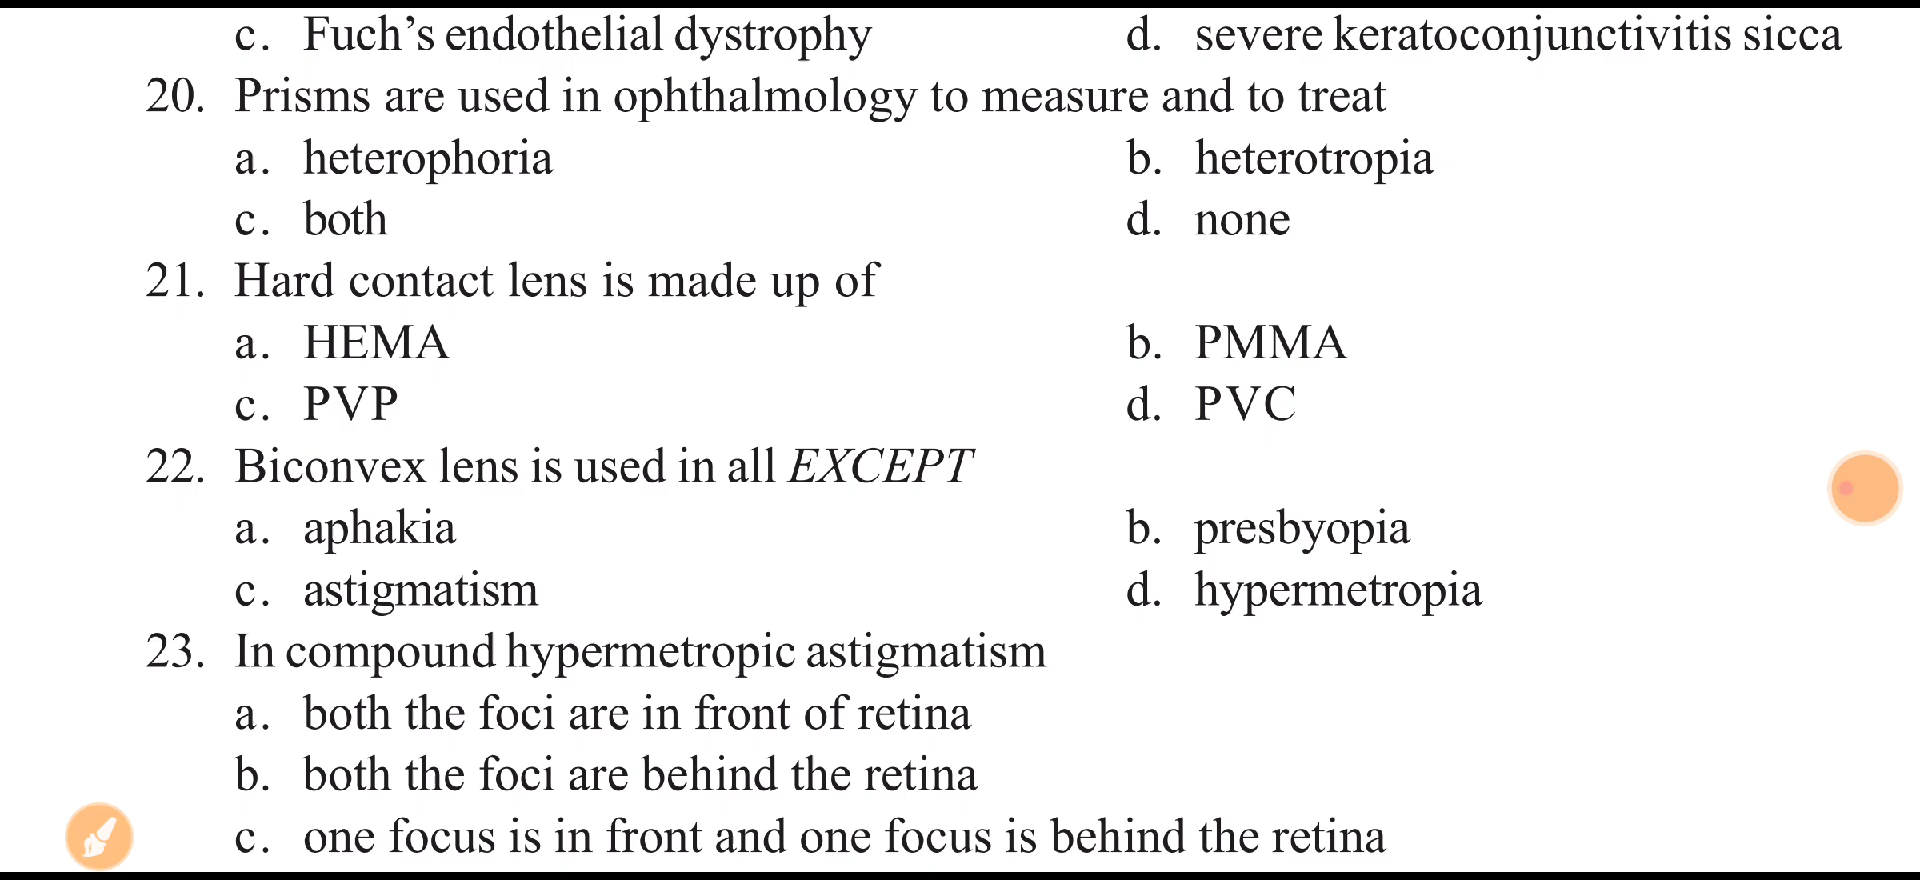 c. Fuch’s endothelial dystrophy d. severe keratoconjunctivitis sicca
20. Prisms are used in ophthalmology to measure and to treat
a. heterophoria b. heterotropia
c. both d. none
21. Hard contact lens is made up of
a. HEMA b. PMMA
c. PVP d. PVC
22. Biconvex lens is used in all EXCEPT
a. aphakia b. presbyopia
c. astigmatism d. hypermetropia
23. In compound hypermetropic astigmatism
a. both the foci are in front of retina
b. both the foci are behind the retina
c. one focus is in front and one focus is behind the retina